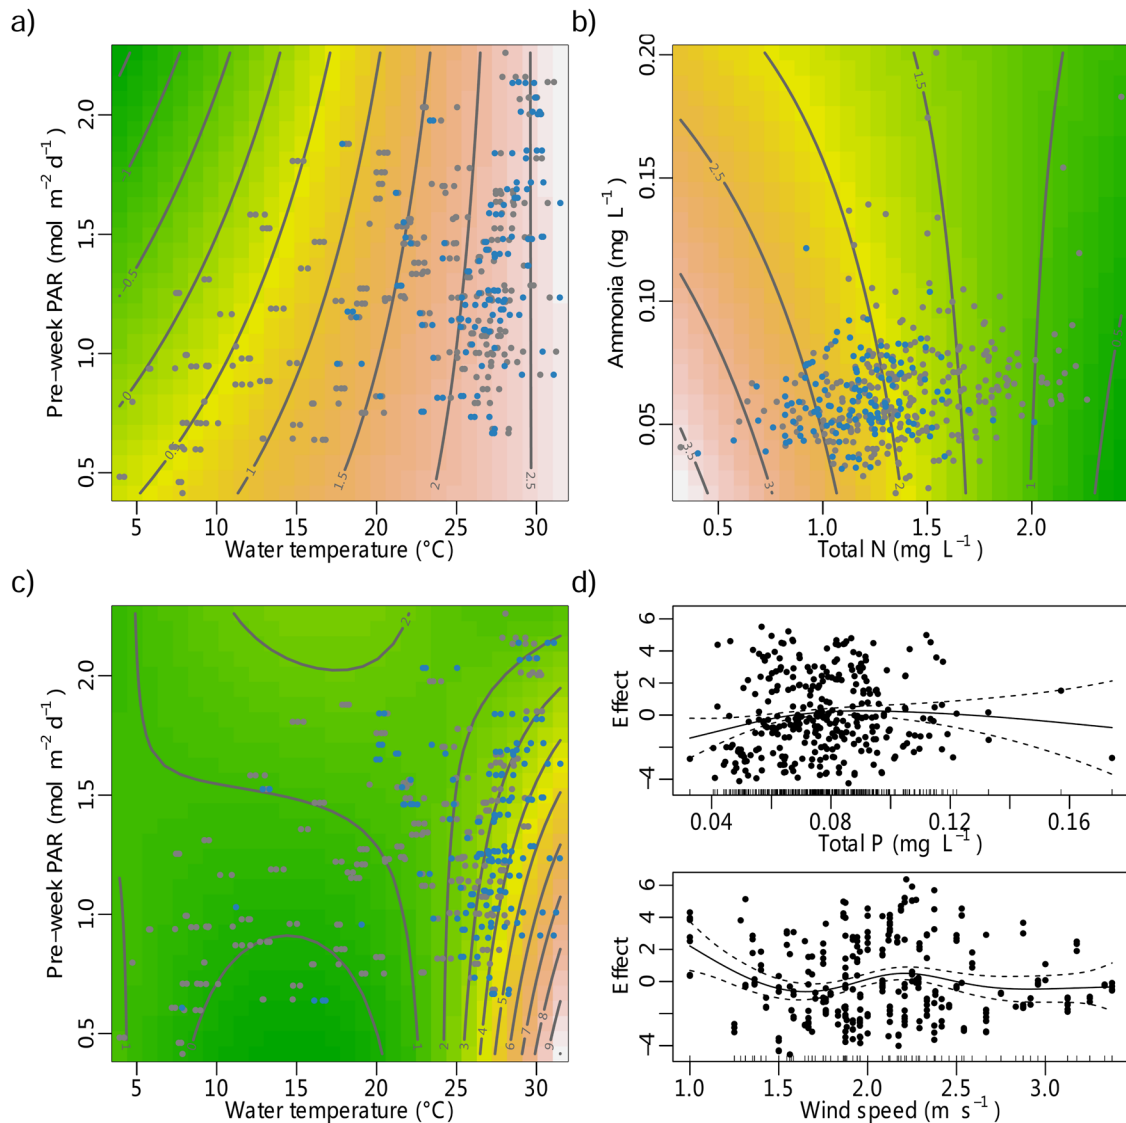 a)
2.0
1.5
1.0
0.5
Pre−week PAR (mol m−2 d−1 )
−1
−0.5
0
1
1.5
2
2.5
5 10 15 20 25 30
Water temperature (°C)
b)
0.20
0.15
0.10
0.05
Ammonia (mg L−1 )
3.5
3
2.5
2
1.5
1
0.5 1.0 1.5 2.0
Total N (mg L−1)
c)
2.0
1.5
1.0
0.5
Pre−week PAR (mol m−2 d−1 )
2
1
1
2
3
4
5
6
7
8
9
5 10 15 20 25 30
Water temperature (°C)
d)
6
4
2
0
−4
Effect
0.04 0.08 0.12 0.16
Total P (mg L−1)
6
4
2
0
−4
Effect
1.0 1.5 2.0 2.5 3.0
Wind speed (m s−1)